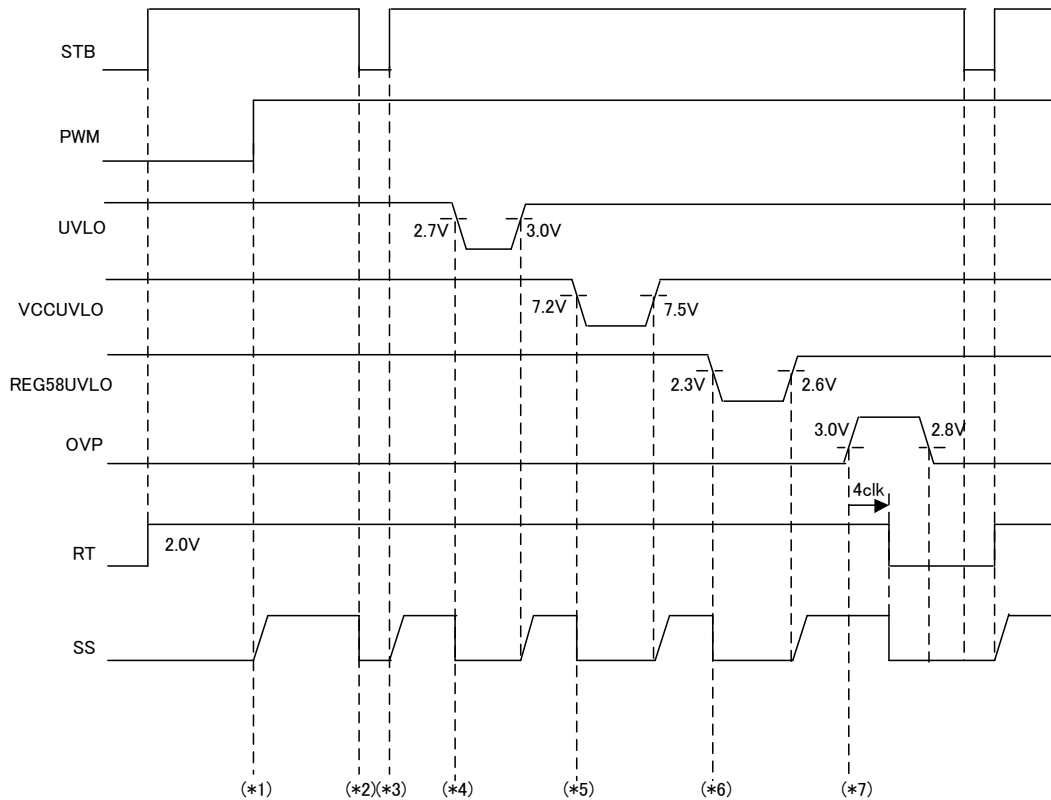 STB
PWM
UVLO
2.7V
3.0V
VCCUVLO
7.2V
7.5V
REG58UVLO
2.3V
2.6V
OVP
3.0V
2.8V
4clk
RT
2.0V
SS
(*1)
(*2)
(*3)
(*4)
(*5)
(*6)
(*7)